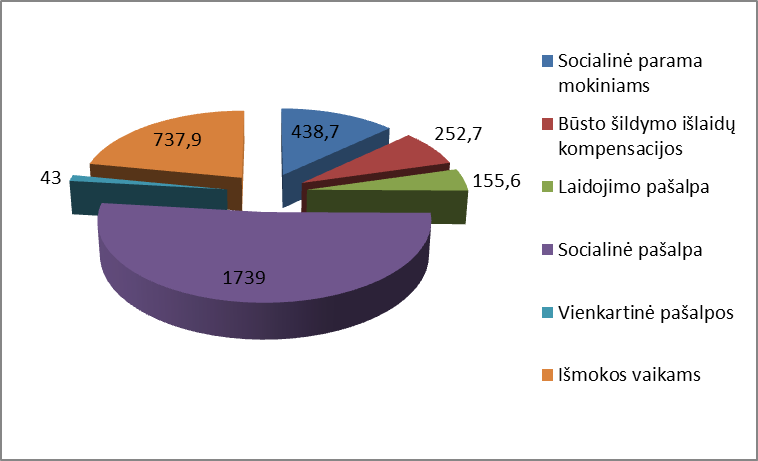 737,9
438,7
252,7
155,6
43
1739
Socialinė parama
mokiniams
Būsto šildymo išlaidų
kompensacijos
Laidojimo pašalpa
Socialinė pašalpa
Vienkartinė pašalpos
Išmokos vaikams